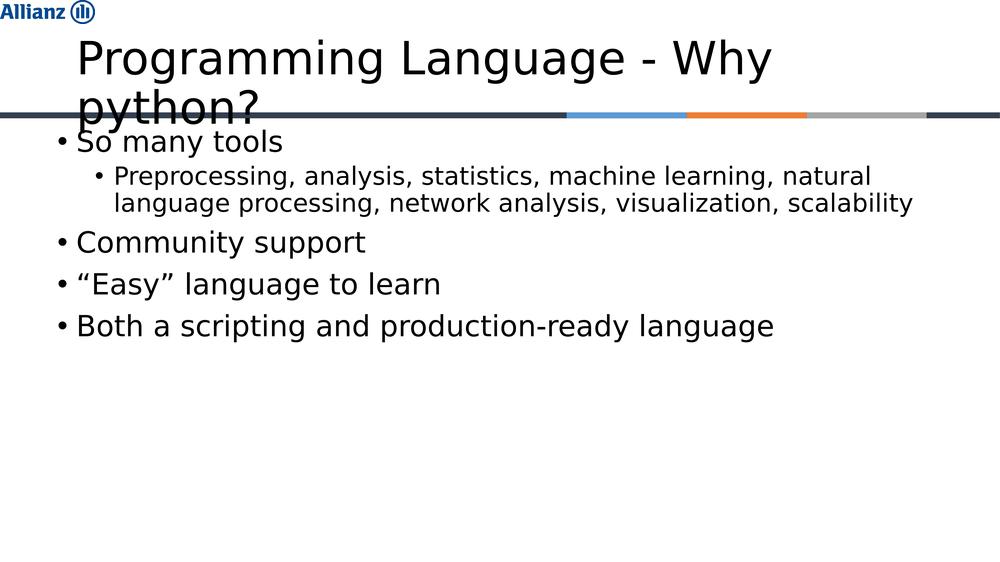 Allianz
Programming Language - Why
python?
• So many tools
• Preprocessing, analysis, statistics, machine learning, natural
language processing, network analysis, visualization, scalability
• Community support
• “Easy” language to learn
• Both a scripting and production-ready language